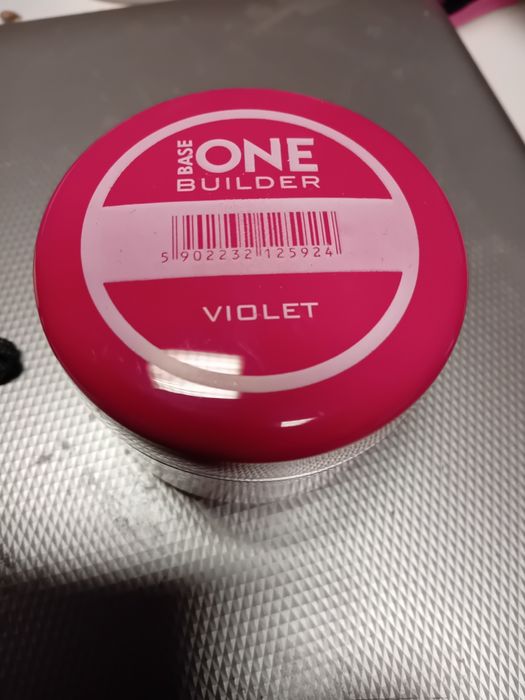 BASE ONE
BUILDER
5 902232 125924
VIOLET